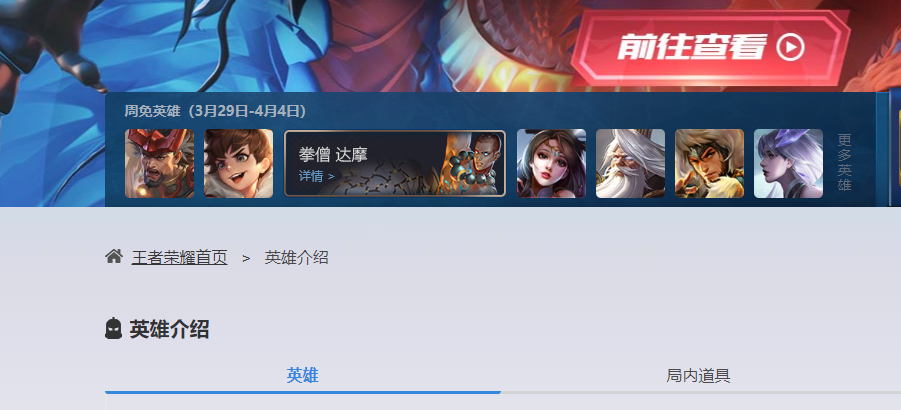 前往查看
周免英雄（3月29日-4月4日）
拳僧 达摩
详情 >
更多英雄
王者荣耀首页 > 英雄介绍
英雄介绍
英雄 局内道具